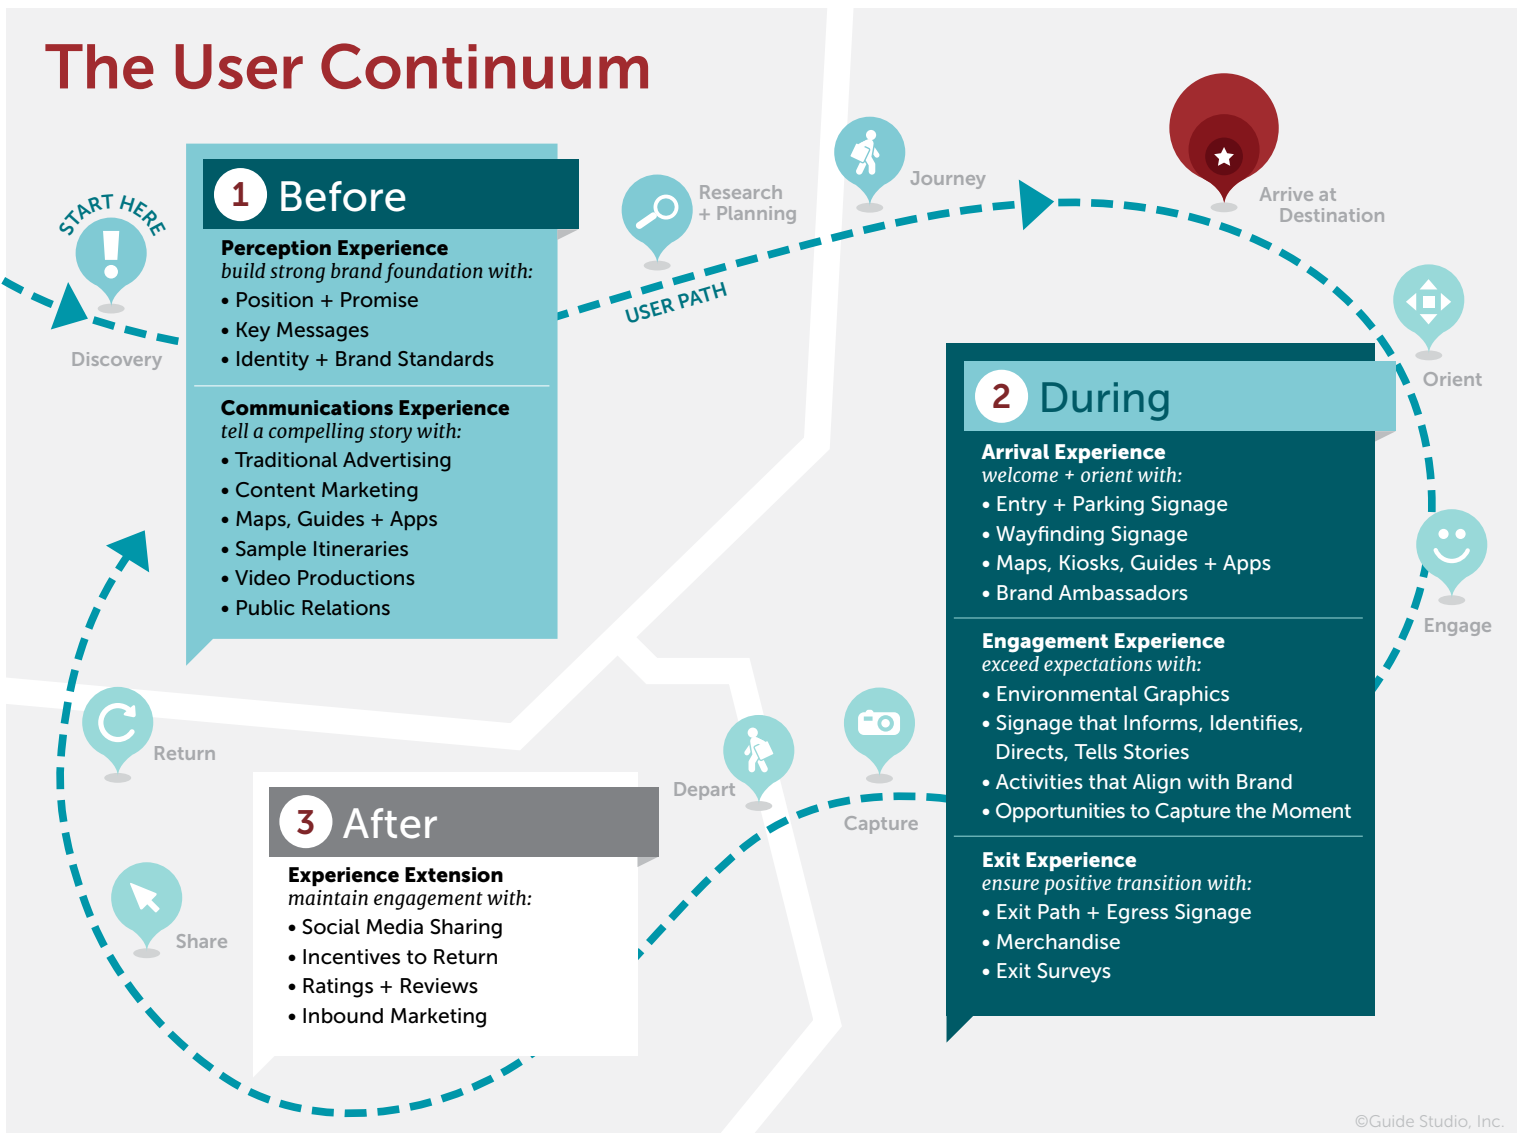 The User Continuum
START HERE
Discovery
1 Before
Perception Experience
build strong brand foundation with:
• Position + Promise
• Key Messages
• Identity + Brand Standards
Communications Experience
tell a compelling story with:
• Traditional Advertising
• Content Marketing
• Maps, Guides + Apps
• Sample Itineraries
• Video Productions
• Public Relations
Research
+ Planning
USER PATH
Journey
Arrive at
Destination
Orient
2 During
Arrival Experience
welcome + orient with:
• Entry + Parking Signage
• Wayfinding Signage
• Maps, Kiosks, Guides + Apps
• Brand Ambassadors
Engagement Experience
exceed expectations with:
• Environmental Graphics
• Signage that Informs, Identifies,
Directs, Tells Stories
• Activities that Align with Brand
• Opportunities to Capture the Moment
Exit Experience
ensure positive transition with:
• Exit Path + Egress Signage
• Merchandise
• Exit Surveys
Engage
Capture
Depart
3 After
Experience Extension
maintain engagement with:
• Social Media Sharing
• Incentives to Return
• Ratings + Reviews
• Inbound Marketing
Share
Return
©Guide Studio, Inc.